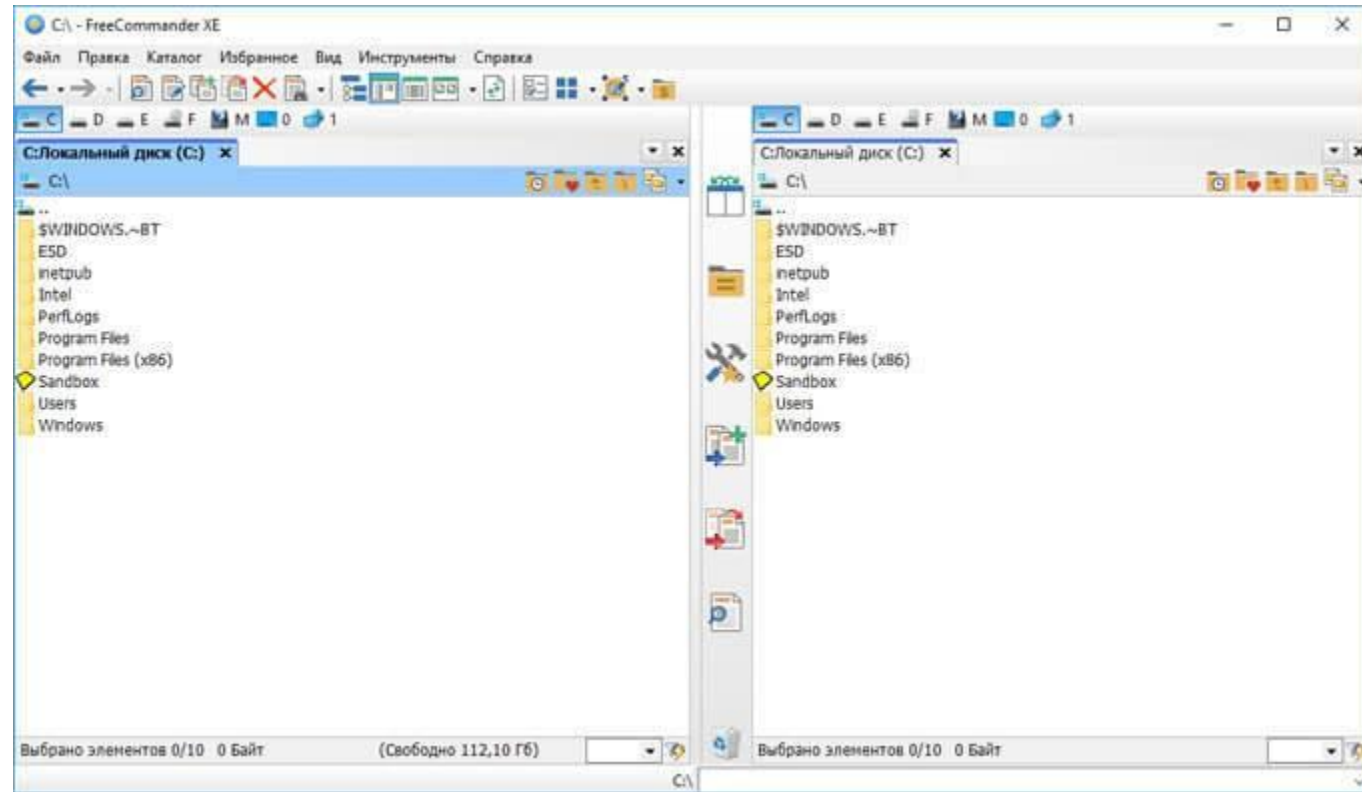 C:\ - FreeCommander XE
Файл Правка Каталог Избранное Вид Инструменты Справка
C D E F M 0 1
C D E F M 0 1
C:Локальный диск (C:)
C:Локальный диск (C:)
C:\
C:\
..
$WINDOWS.~BT
ESD
inetpub
Intel
PerfLogs
Program Files
Program Files (x86)
Sandbox
Users
Windows
..
$WINDOWS.~BT
ESD
inetpub
Intel
PerfLogs
Program Files
Program Files (x86)
Sandbox
Users
Windows
Выбрано элементов 0/10 0 Байт (Свободно 112,10 Гб)
Выбрано элементов 0/10 0 Байт
C:\